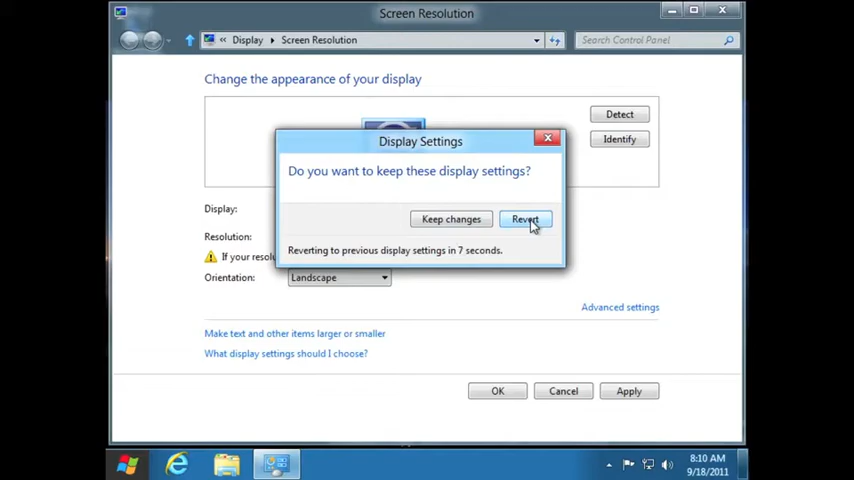 Screen Resolution
Display
Screen Resolution
Search Control Panel
Change the appearance of your display
Detect
Identify
Display Settings
Do you want to keep these display settings?
Keep changes
Revert
Reverting to previous display settings in 7 seconds.
Display:
Resolution:
If your resolu
Orientation:
Landscape
Advanced settings
Make text and other items larger or smaller
What display settings should I choose?
OK
Cancel
Apply
8:10 AM
9/18/2011